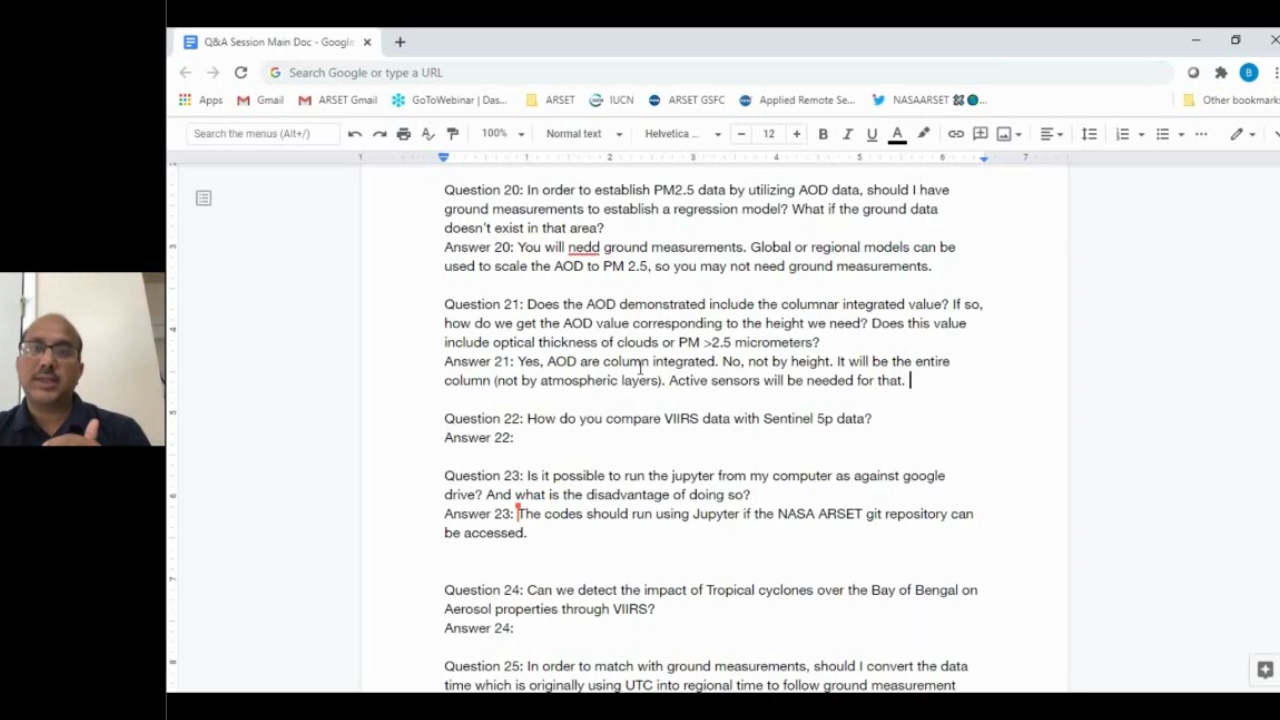 Q&A Session Main Doc - Google
Search Google or type a URL
Apps
Gmail
ARSET Gmail
GoToWebinar | Das...
ARSET
IUCN
ARSET GSFC
Applied Remote Se...
NASAARSET
Other bookmarks
Search the menus (Alt+/)
100%
Normal text
Helvetica ...
12
Question 20: In order to establish PM2.5 data by utilizing AOD data, should I have
ground measurements to establish a regression model? What if the ground data
doesn't exist in that area?
Answer 20: You will nedd ground measurements. Global or regional models can be
used to scale the AOD to PM 2.5, so you may not need ground measurements.
Question 21: Does the AOD demonstrated include the columnar integrated value? If so,
how do we get the AOD value corresponding to the height we need? Does this value
include optical thickness of clouds or PM >2.5 micrometers?
Answer 21: Yes, AOD are column integrated. No, not by height. It will be the entire
column (not by atmospheric layers). Active sensors will be needed for that.
Question 22: How do you compare VIIRS data with Sentinel 5p data?
Answer 22:
Question 23: Is it possible to run the jupyter from my computer as against google
drive? And what is the disadvantage of doing so?
Answer 23: The codes should run using Jupyter if the NASA ARSET git repository can
be accessed.
Question 24: Can we detect the impact of Tropical cyclones over the Bay of Bengal on
Aerosol properties through VIIRS?
Answer 24:
Question 25: In order to match with ground measurements, should I convert the data
time which is originally using UTC into regional time to follow ground measurement